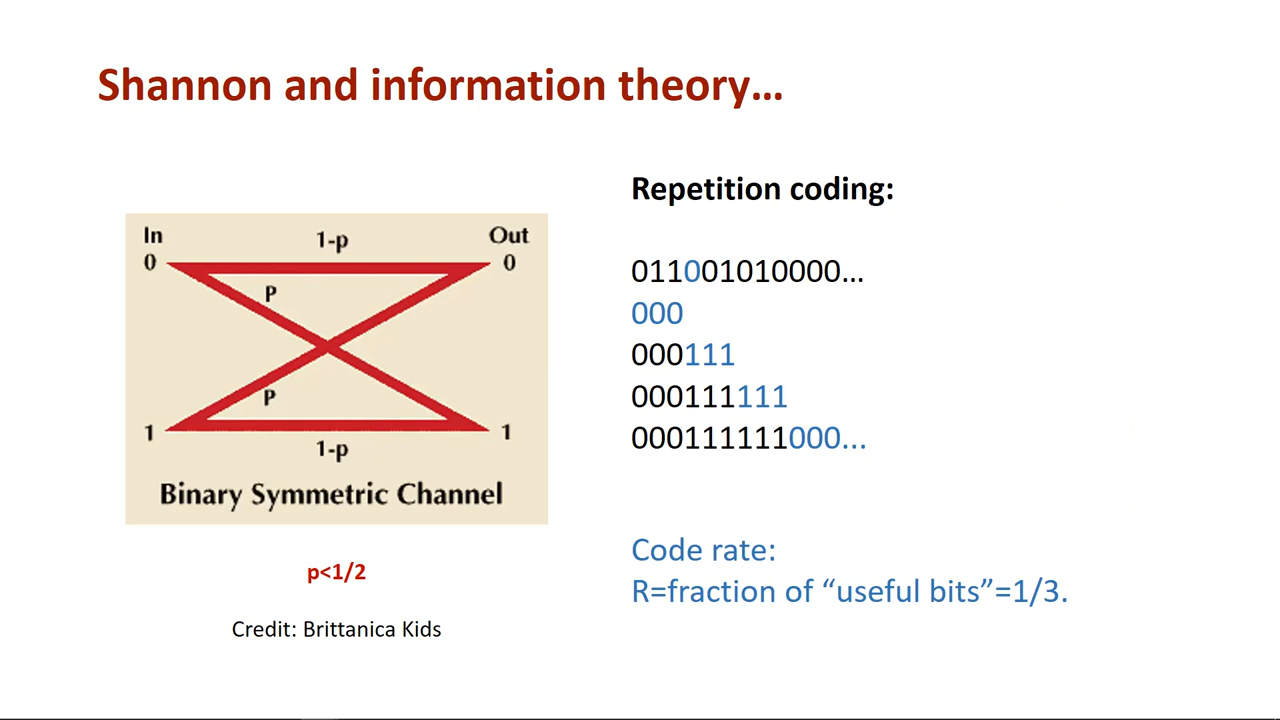 Shannon and information theory…
In
1-p
Out
0
0
P
P
1
1
1-p
Binary Symmetric Channel
p<1/2
Credit: Brittanica Kids
Repetition coding:
011001010000…
000
000111
000111111
000111111000…
Code rate:
R=fraction of “useful bits”=1/3.